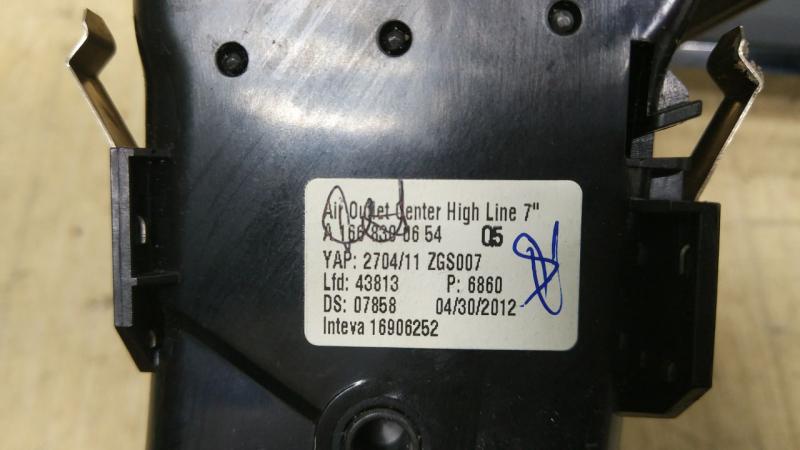 Air Outlet Center High Line 7"
A 166 830 06 54 05
YAP: 2704/11 ZGS007
Lfd: 43813 P: 6860
DS: 07858 04/30/2012
Inteva 16906252